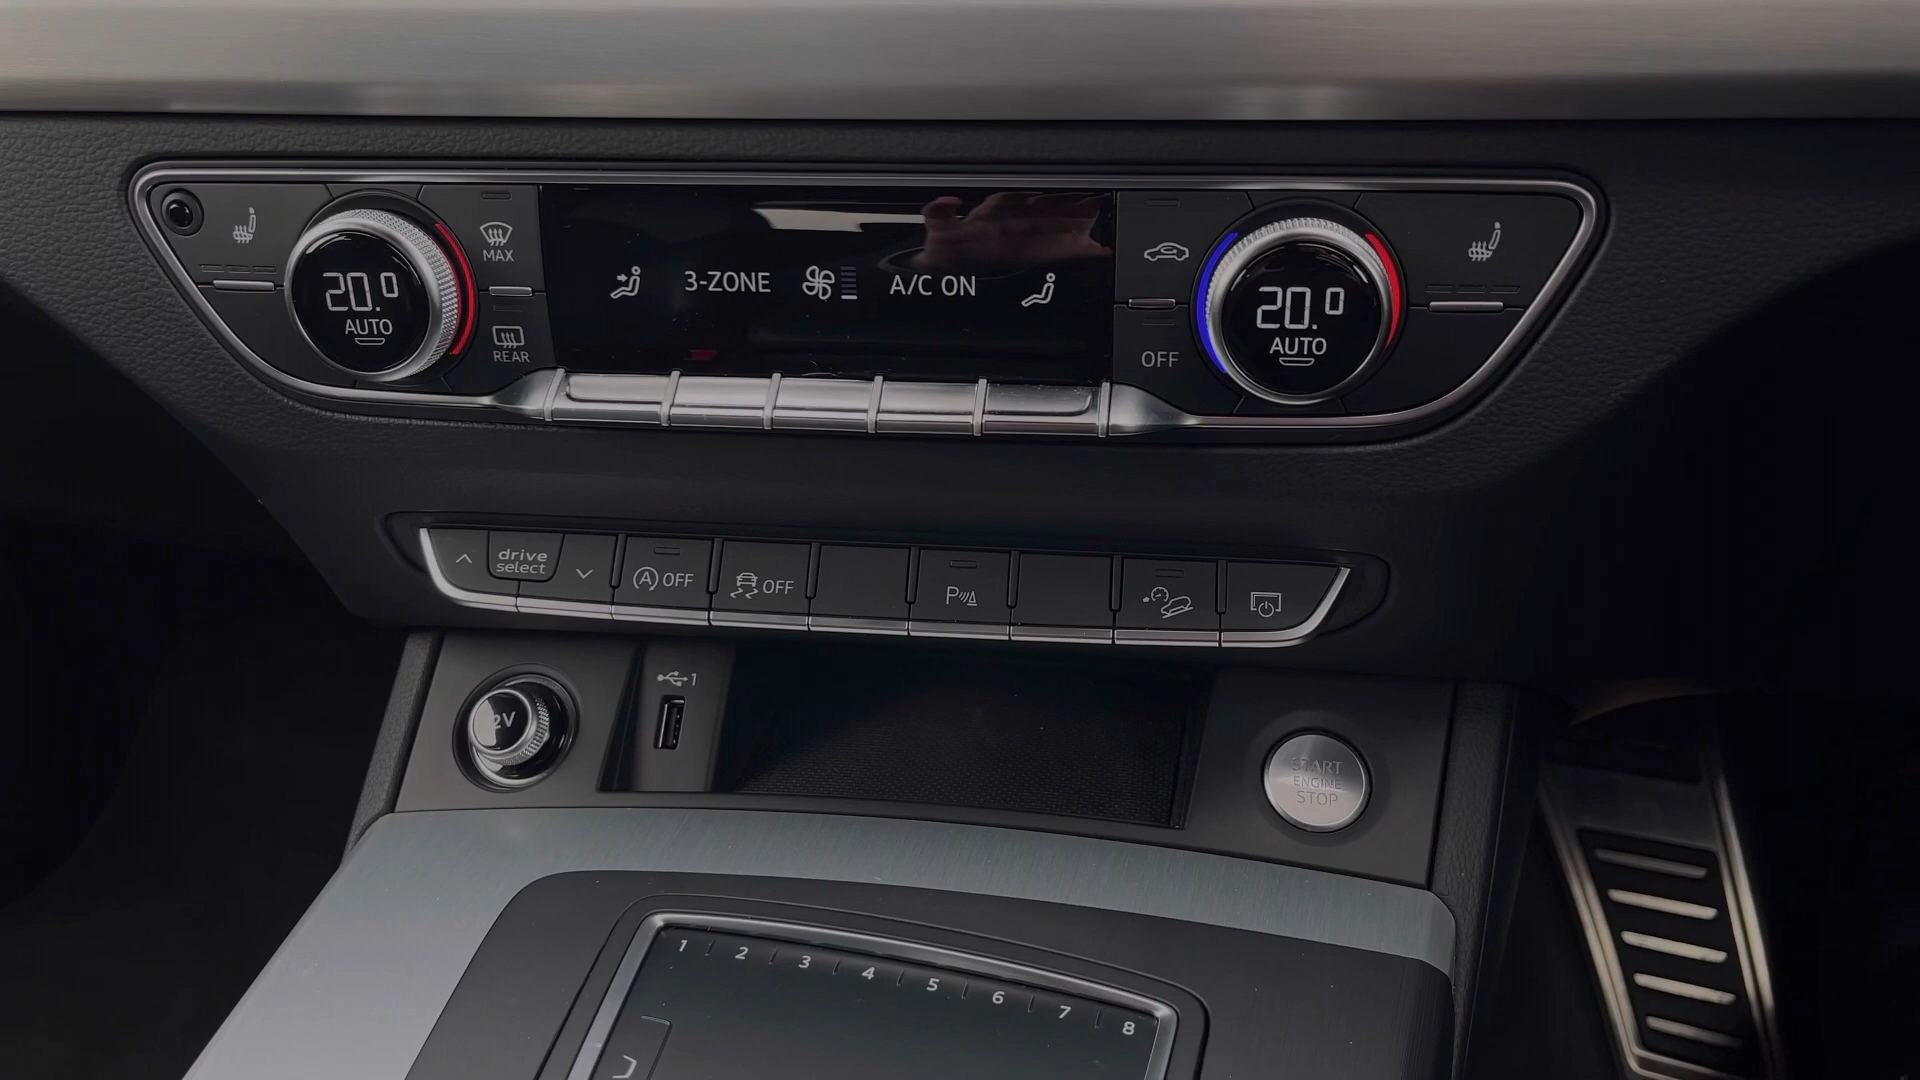 MAX
REAR
20.0
AUTO
3-ZONE
A/C ON
OFF
20.0
AUTO
drive
select
A OFF
OFF
P
2V
1
START
ENGINE
STOP
1 2 3 4 5 6 7 8